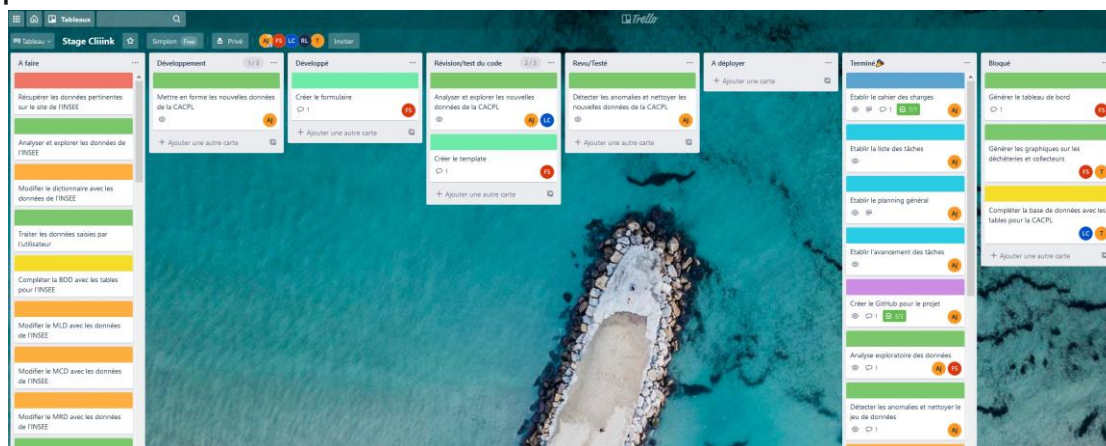 Tableaux
Trello
Tableau
Stage Cliiink
Simplon Free
Privé
AJ FS LC RL T
Inviter
A faire
Récupérer les données pertinentes
sur le site de l'INSEE
Analyser et explorer les données de
l'INSEE
Modifier le dictionnaire avec les
données de l'INSEE
Traiter les données saisies par
l'utilisateur
Compléter la BDD avec les tables
pour l'INSEE
Modifier le MLD avec les données
de l'INSEE
Modifier le MCD avec les données
de l'INSEE
Modifier le MRD avec les données
de l'INSEE
Développement 1/3
Mettre en forme les nouvelles données
de la CACPL
AJ
+ Ajouter une autre carte
Développé
Créer le formulaire
1 FS
+ Ajouter une autre carte
Révision/test du code 2/3
Analyser et explorer les nouvelles
données de la CACPL
AJ LC
Créer le template
1 FS
+ Ajouter une autre carte
Revu/Testé
Détecter les anomalies et nettoyer les
nouvelles données de la CACPL
AJ
+ Ajouter une autre carte
A déployer
+ Ajouter une carte
Terminé
Etablir le cahier des charges
1 7/7 AJ
Etablir la liste des tâches
AJ
Etablir le planning général
AJ
Etablir l'avancement des tâches
AJ
Créer le GitHub pour le projet
1 3/3 AJ
Analyse exploratoire des données
1 AJ FS
Détecter les anomalies et nettoyer le
jeu de données
1 AJ
Bloqué
Générer le tableau de bord
1 FS
Générer les graphiques sur les
déchèteries et collecteurs
FS T
Compléter la base de données avec les
tables pour la CACPL
LC T
+ Ajouter une autre carte